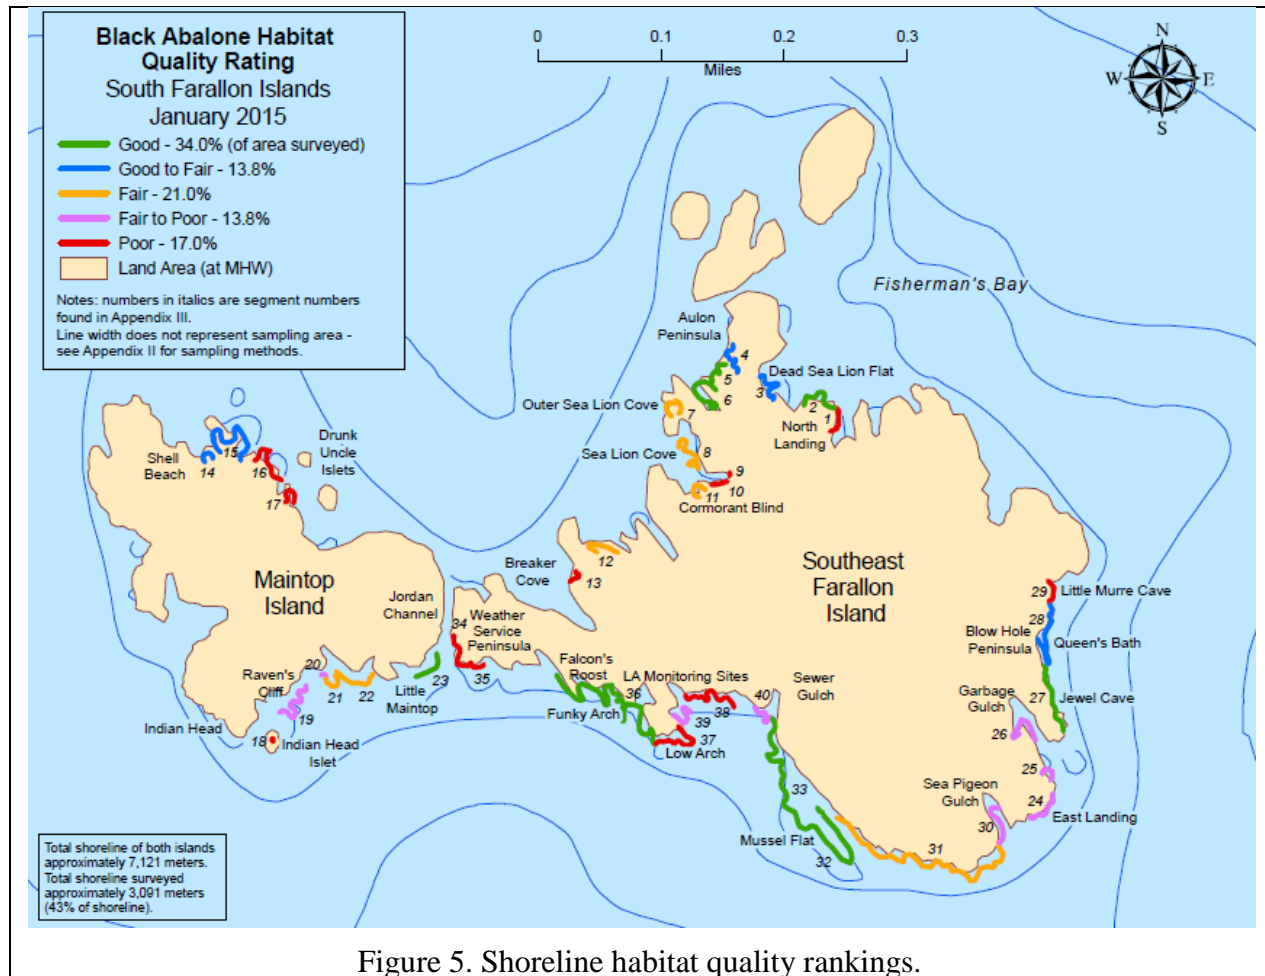 Black Abalone Habitat
Quality Rating
South Farallon Islands
January 2015
Good - 34.0% (of area surveyed)
Good to Fair - 13.8%
Fair - 21.0%
Fair to Poor - 13.8%
Poor - 17.0%
Land Area (at MHW)
Notes: numbers in italics are segment numbers
found in Appendix III.
Line width does not represent sampling area -
see Appendix II for sampling methods.
0 0.1 0.2 0.3
Miles
N
W E
S
Fisherman's Bay
Aulon
Peninsula
4
Dead Sea Lion Flat
5
3
6
2
1
Outer Sea Lion Cove
7
North
Landing
Sea Lion Cove
8
9
10
11
Cormorant Blind
Shell
Beach
14
15
16
17
Drunk
Uncle
Islets
12
Breaker
Cove
13
Maintop
Island
Southeast
Farallon
Island
Jordan
Channel
34
Weather
Service
Peninsula
35
29
Little Murre Cave
28
Blow Hole
Peninsula
Queen's Bath
20
Raven's
Cliff
21
22
23
Little
Maintop
19
Indian Head
18
Indian Head
Islet
Falcon's
Roost
36
Funky Arch
LA Monitoring Sites
38
39
37
Low Arch
40
Sewer
Gulch
Garbage
Gulch
27
Jewel Cave
26
25
24
East Landing
Sea Pigeon
Gulch
30
33
Mussel Flat
32
31
Total shoreline of both islands
approximately 7,121 meters.
Total shoreline surveyed
approximately 3,091 meters
(43% of shoreline).
Figure 5. Shoreline habitat quality rankings.